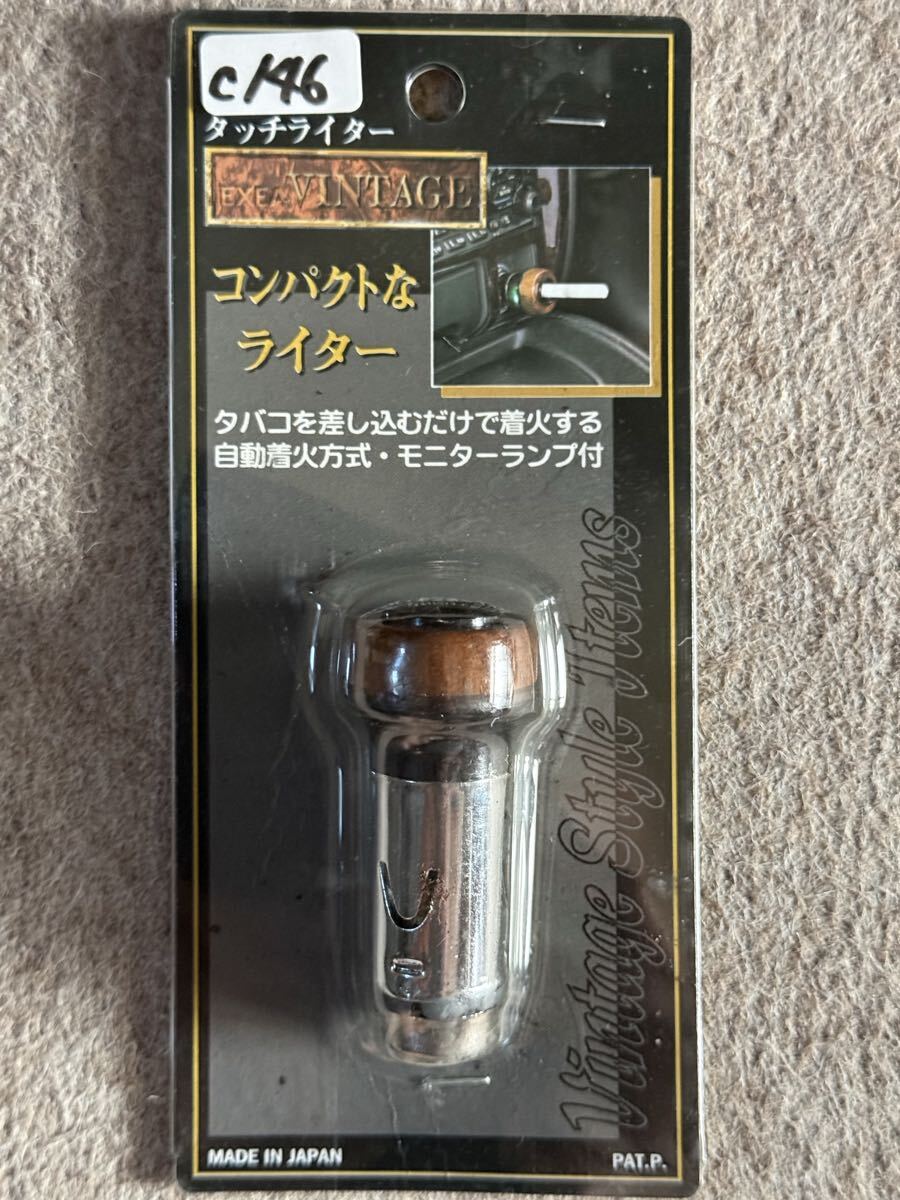 C146
タッチライター
EXEA VINTAGE
コンパクトな
ライター
タバコを差し込むだけで着火する
自動着火方式・モニターランプ付
Vintage Style Items
MADE IN JAPAN
PAT.P.